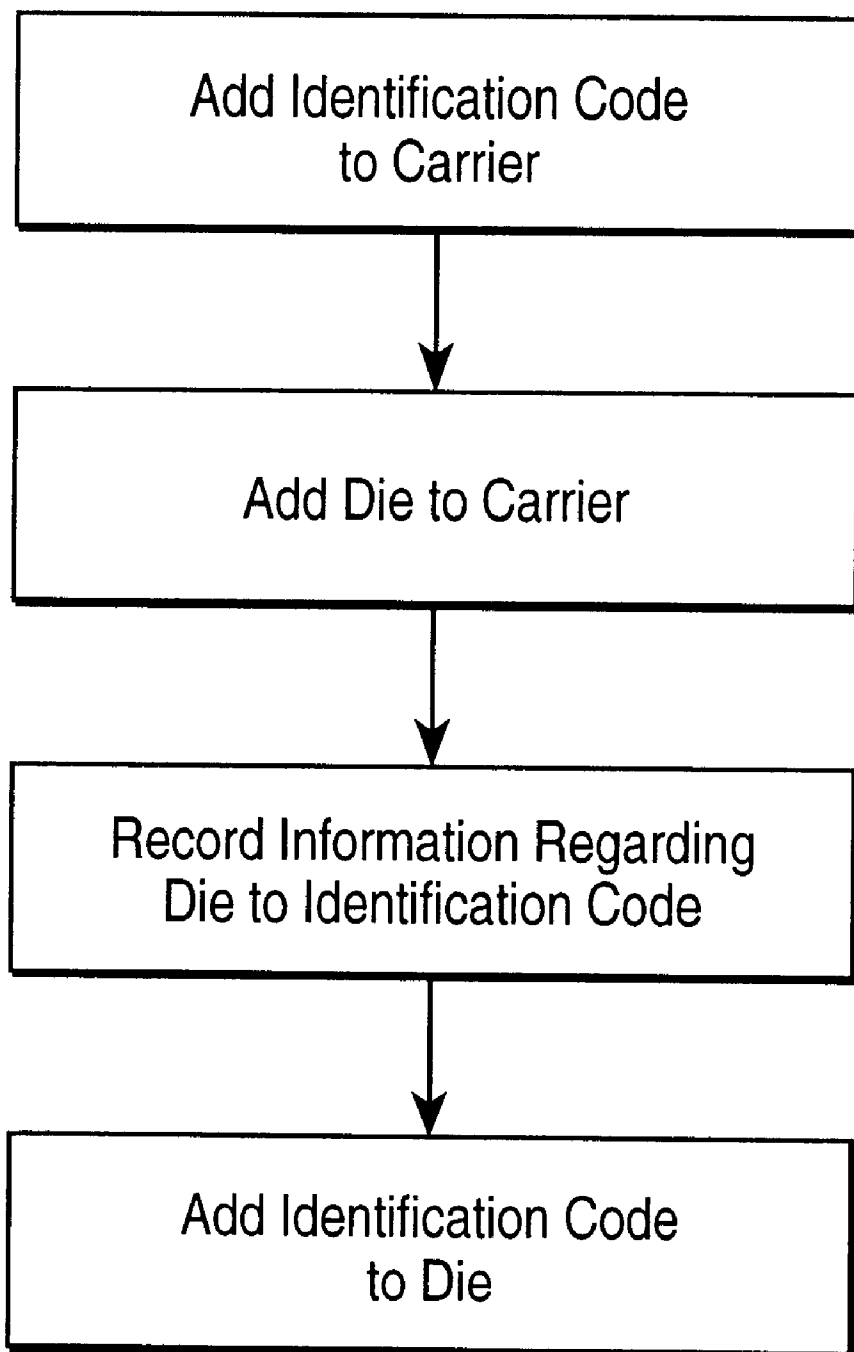 Add Identification Code
to Carrier
Add Die to Carrier
Record Information Regarding
Die to Identification Code
Add Identification Code
to Die